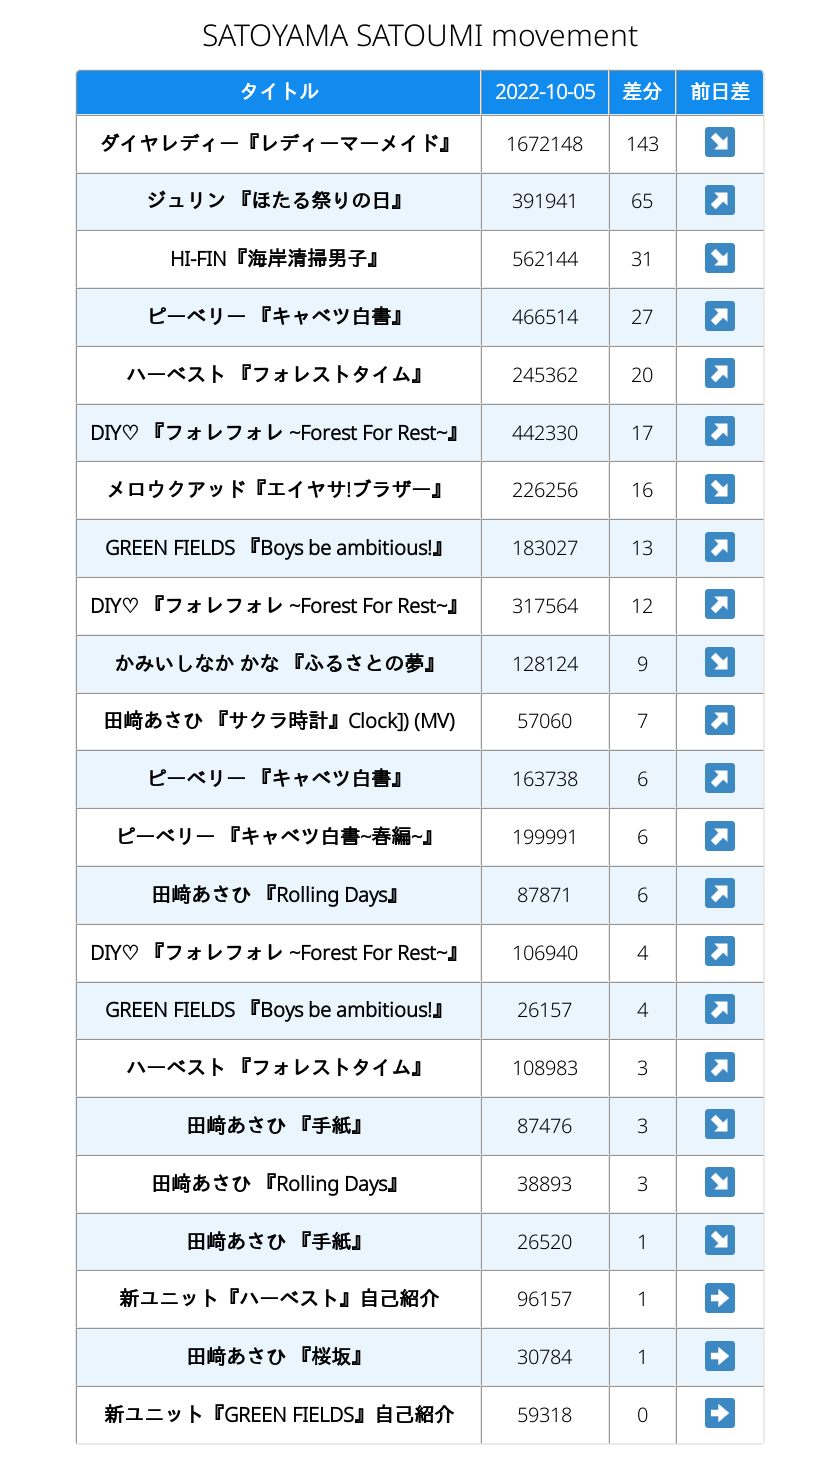 SATOYAMA SATOUMI movement
タイトル 2022-10-05 差分 前日差
ダイヤレディー『レディーマーメイド』 1672148 143 ↘
ジュリン 『ほたる祭りの日』 391941 65 ↗
HI-FIN『海岸清掃男子』 562144 31 ↘
ピーベリー 『キャベツ白書』 466514 27 ↗
ハーベスト 『フォレストタイム』 245362 20 ↗
DIY♡ 『フォレフォレ ~Forest For Rest~』 442330 17 ↗
メロウクアッド『エイヤサ!ブラザー』 226256 16 ↘
GREEN FIELDS 『Boys be ambitious!』 183027 13 ↗
DIY♡ 『フォレフォレ ~Forest For Rest~』 317564 12 ↗
かみいしなか かな 『ふるさとの夢』 128124 9 ↘
田﨑あさひ 『サクラ時計』Clock]) (MV) 57060 7 ↗
ピーベリー 『キャベツ白書』 163738 6 ↗
ピーベリー 『キャベツ白書~春編~』 199991 6 ↗
田﨑あさひ 『Rolling Days』 87871 6 ↗
DIY♡ 『フォレフォレ ~Forest For Rest~』 106940 4 ↗
GREEN FIELDS 『Boys be ambitious!』 26157 4 ↗
ハーベスト 『フォレストタイム』 108983 3 ↗
田﨑あさひ 『手紙』 87476 3 ↘
田﨑あさひ 『Rolling Days』 38893 3 ↘
田﨑あさひ 『手紙』 26520 1 ↘
新ユニット『ハーベスト』自己紹介 96157 1 ➡
田﨑あさひ 『桜坂』 30784 1 ➡
新ユニット『GREEN FIELDS』自己紹介 59318 0 ➡